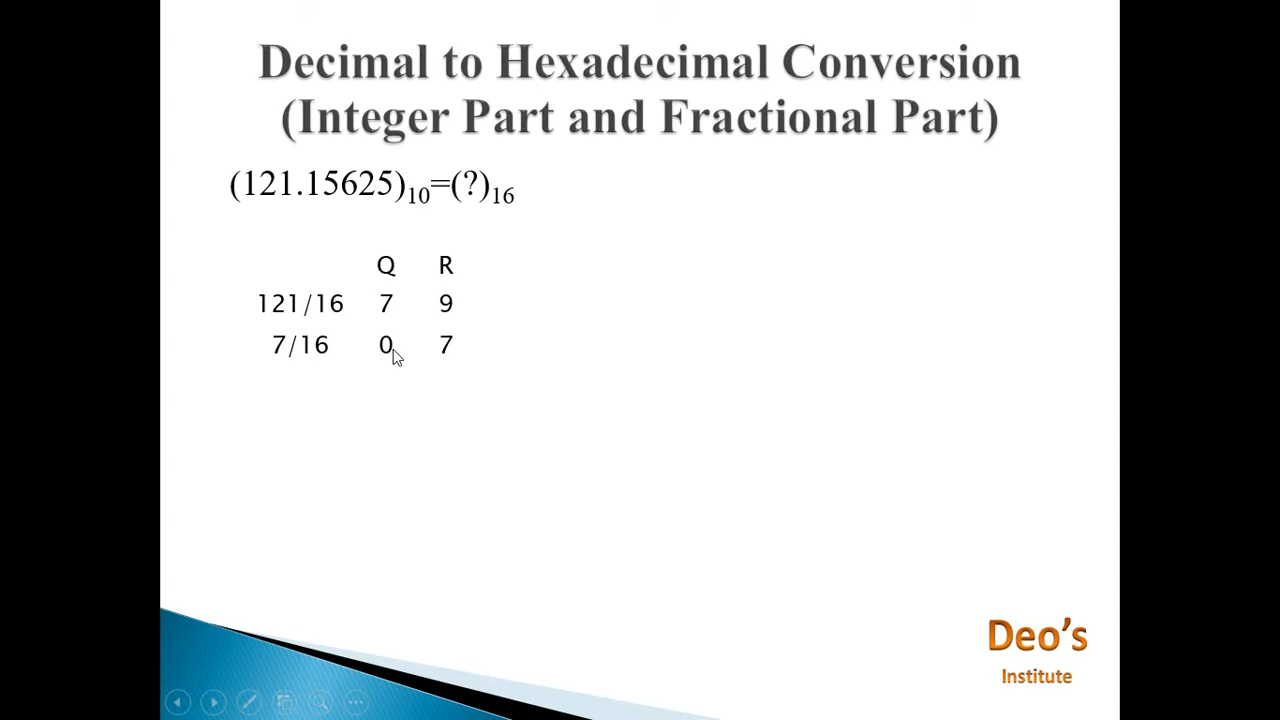 Decimal to Hexadecimal Conversion
(Integer Part and Fractional Part)
(121.15625)10=(?)16
Q R
121/16 7 9
7/16 0 7
Deo's
Institute